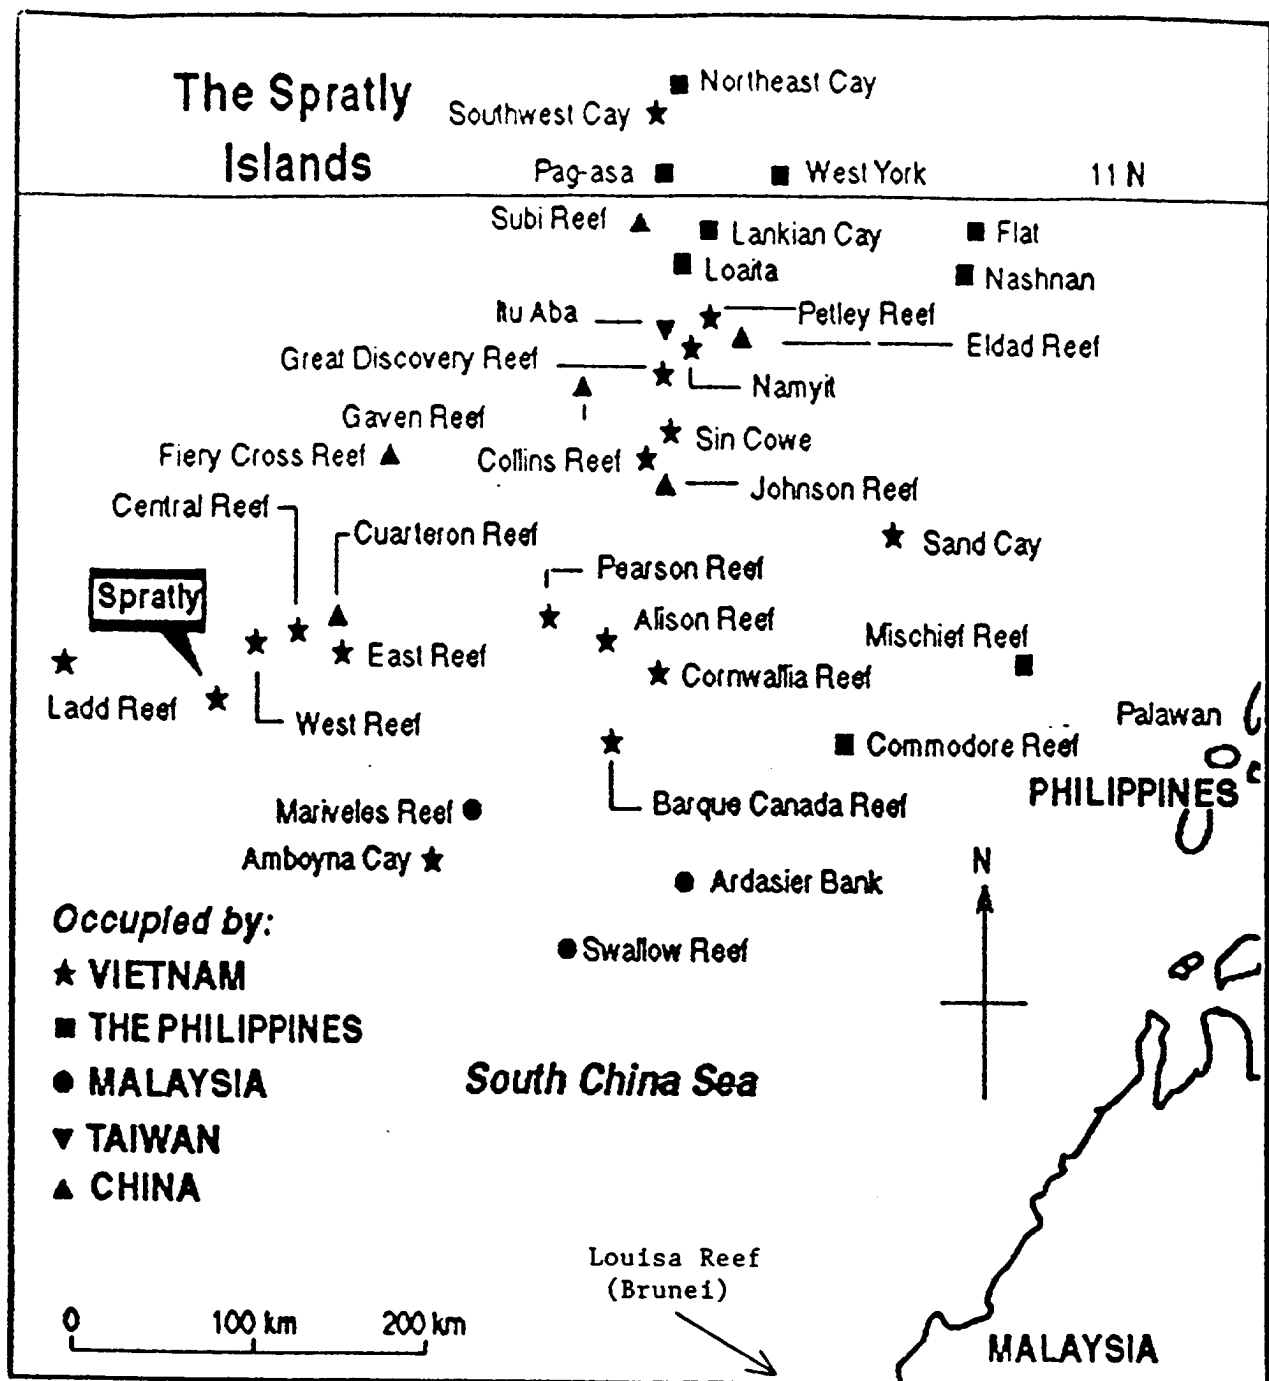 The Spratly
Islands
Northeast Cay
Southwest Cay
Pag-asa
West York
11 N
Subi Reef
Lankian Cay
Flat
Loaita
Nashnan
Itu Aba
Petley Reef
Eldad Reef
Great Discovery Reef
Namyit
Gaven Reef
Sin Cowe
Fiery Cross Reef
Collins Reef
Johnson Reef
Central Reef
Cuarteron Reef
Sand Cay
Pearson Reef
Spratly
Alison Reef
Mischief Reef
East Reef
Cornwallia Reef
Ladd Reef
West Reef
Palawan
Commodore Reef
PHILIPPINES
Barque Canada Reef
Mariveles Reef
Amboyna Cay
N
Ardasier Bank
Occupied by:
Swallow Reef
VIETNAM
THE PHILIPPINES
MALAYSIA
South China Sea
TAIWAN
CHINA
Louisa Reef
(Brunei)
0 100 km 200 km
MALAYSIA